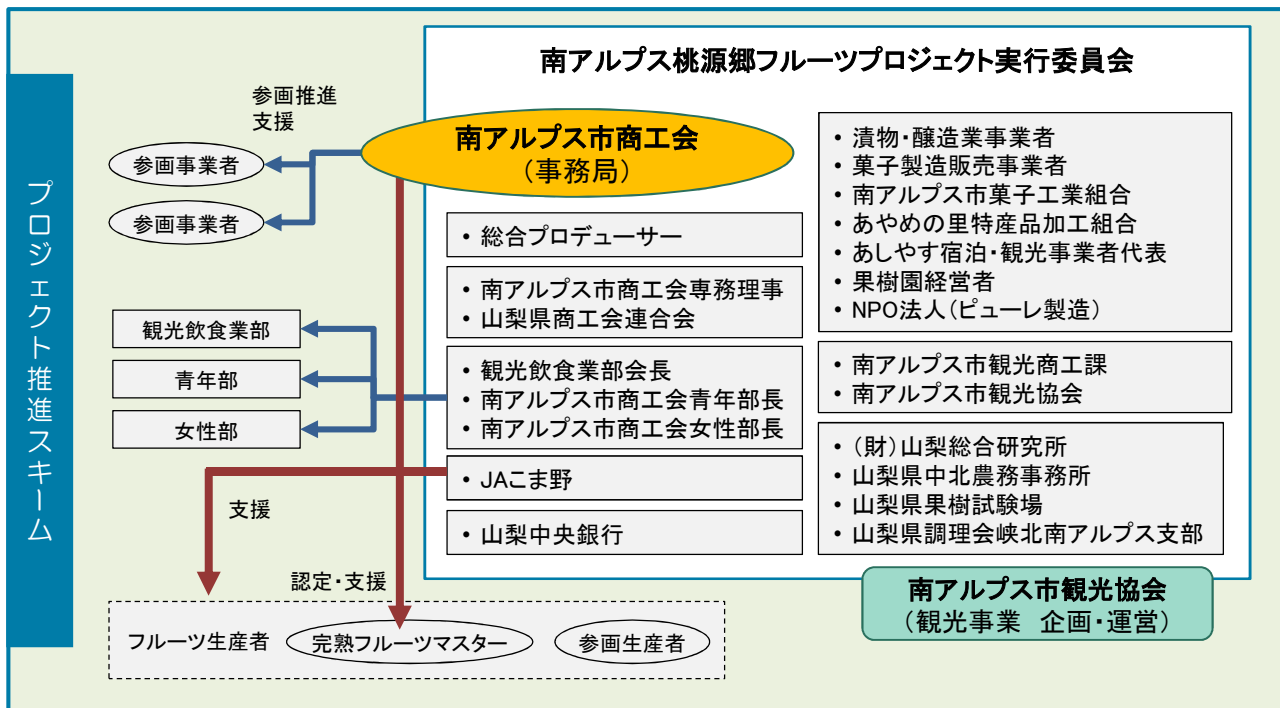 プロジェクト推進スキーム
南アルプス桃源郷フルーツプロジェクト実行委員会
参画推進
支援
南アルプス市商工会
（事務局）
参画事業者
参画事業者
• 総合プロデューサー
• 南アルプス市商工会専務理事
• 山梨県商工会連合会
観光飲食業部
青年部
女性部
• 観光飲食業部会長
• 南アルプス市商工会青年部長
• 南アルプス市商工会女性部長
• JAこま野
• 山梨中央銀行
• 漬物・醸造業事業者
• 菓子製造販売事業者
• 南アルプス市菓子工業組合
• あやめの里特産品加工組合
• あしやす宿泊・観光事業者代表
• 果樹園経営者
• NPO法人（ピューレ製造）
• 南アルプス市観光商工課
• 南アルプス市観光協会
• （財）山梨総合研究所
• 山梨県中北農務事務所
• 山梨県果樹試験場
• 山梨県調理会峡北南アルプス支部
支援
認定・支援
フルーツ生産者
完熟フルーツマスター
参画生産者
南アルプス市観光協会
（観光事業 企画・運営）